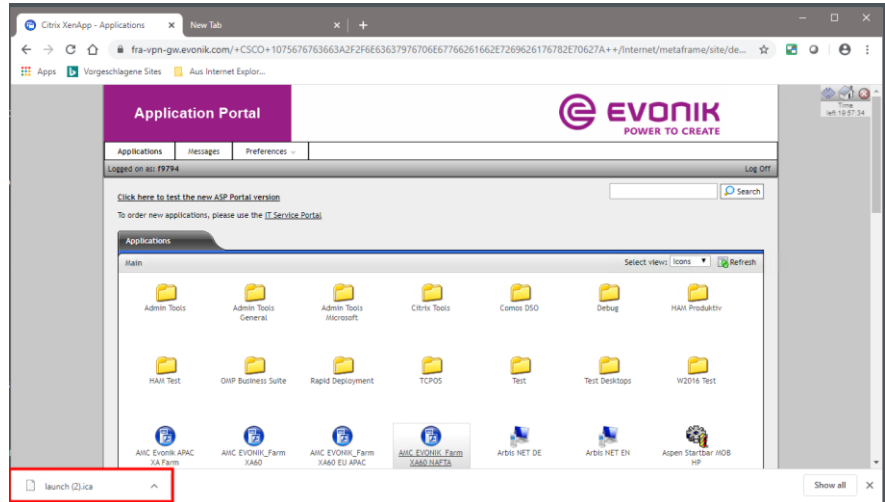 Citrix XenApp - Applications
New Tab
fra-vpn-gw.evonik.com/+CSCO+1075676763663A2F2F6E63637976706E67766261662E7269626176782E70627A++/Internet/metaframe/site/de...
Apps
Vorgeschlagene Sites
Aus Internet Explor...
Application Portal
EVONIK
POWER TO CREATE
Time
left:19:57:34
Applications
Messages
Preferences
Logged on as: f9794
Log Off
Click here to test the new ASP Portal version
Search
To order new applications, please use the IT Service Portal
Applications
Main
Select view: Icons
Refresh
Admin Tools
Admin Tools
General
Admin Tools
Microsoft
Citrix Tools
Comos DSO
Debug
HAM Produktiv
HAM Test
OMP Business Suite
Rapid Deployment
TCPOS
Test
Test Desktops
W2016 Test
AMC Evonik APAC
XA Farm
AMC EVONIK_Farm
XA60
AMC EVONIK_Farm
XA60 EU APAC
AMC EVONIK_Farm
XA60 NAFTA
Arbis NET DE
Arbis NET EN
Aspen Startbar MOB
HP
launch (2).ica
Show all